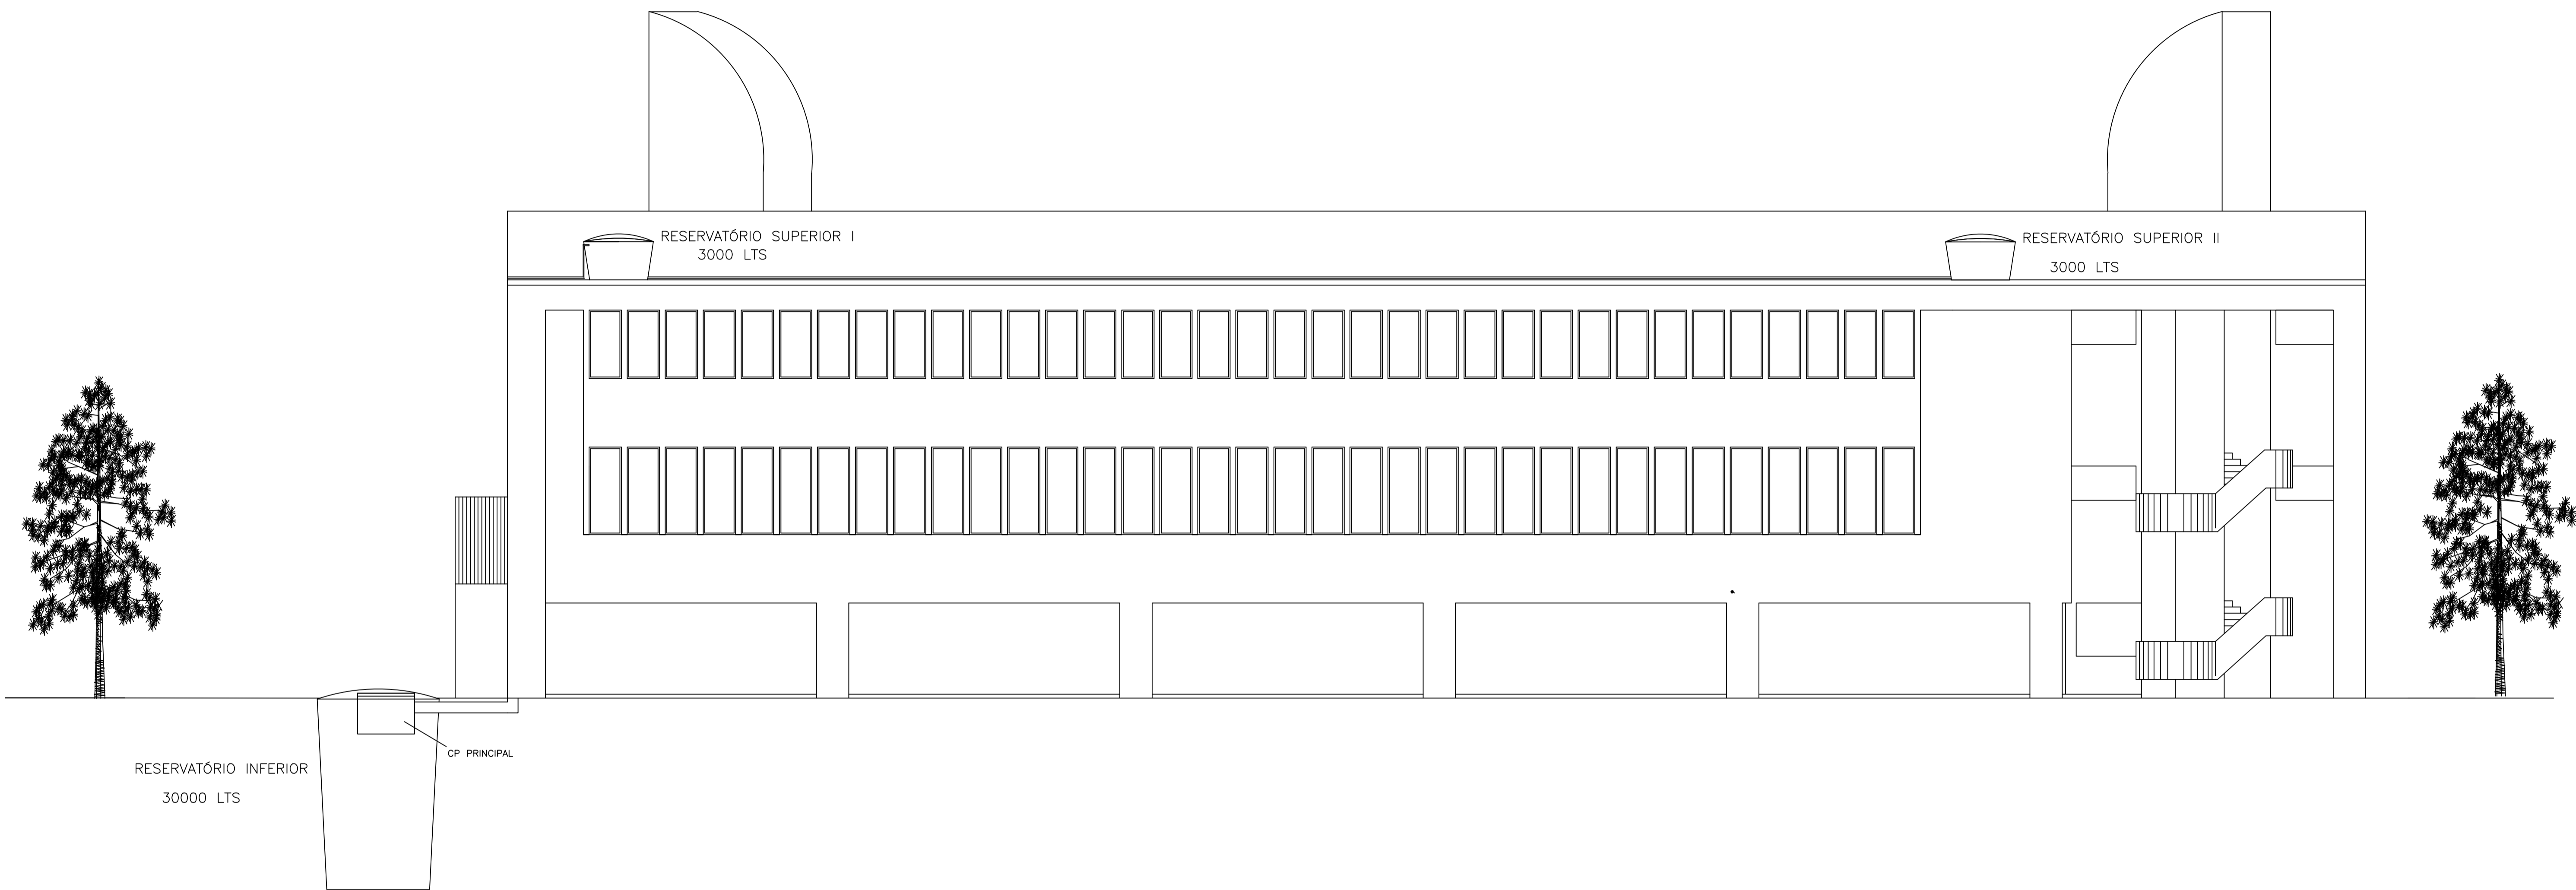 RESERVATÓRIO SUPERIOR I
3000 LTS
RESERVATÓRIO SUPERIOR II
3000 LTS
CP PRINCIPAL
RESERVATÓRIO INFERIOR
30000 LTS